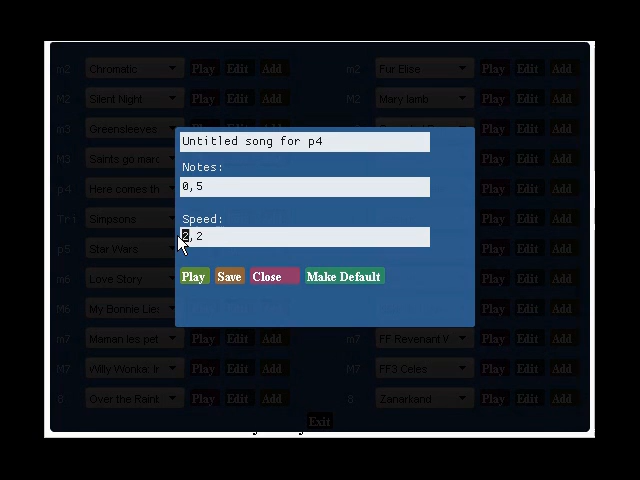 m2 Chromatic Play Edit Add m2 Fur Elise Play Edit Add
M2 Silent Night Play Edit Add M2 Mary lamb Play Edit Add
m3 Greensleeves Play Edit Add
M3 Saints go marc Play Edit Add
p4 Here comes th Play Edit Add
Tri Simpsons Play Edit Add
p5 Star Wars Play Edit Add
m6 Love Story Play Edit Add
M6 My Bonnie Lies Play Edit Add
m7 Maman les pet Play Edit Add m7 FF Revenant W Play Edit Add
M7 Willy Wonka: Ir Play Edit Add M7 FF3 Celes Play Edit Add
8 Over the Rainb Play Edit Add 8 Zanarkand Play Edit Add
Exit
Untitled song for p4
Notes:
0,5
Speed:
2,2
Play Save Close Make Default